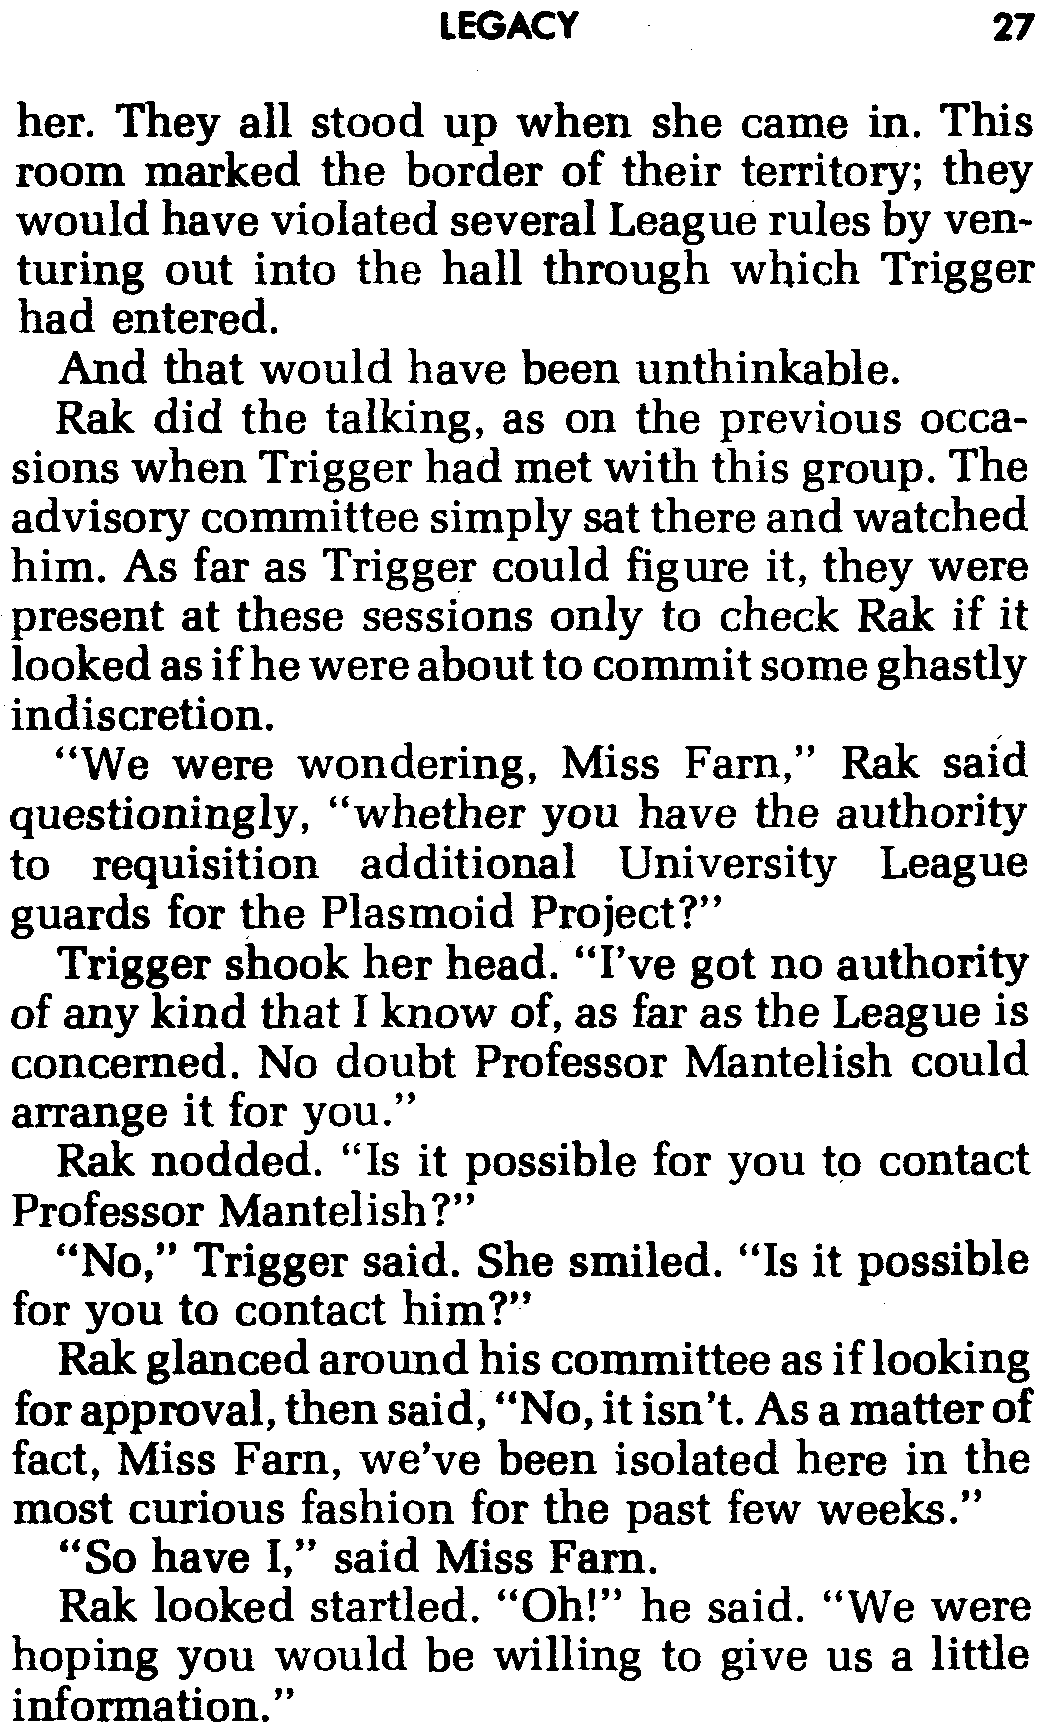 LEGACY 27
her. They all stood up when she came in. This
room marked the border of their territory; they
would have violated several League rules by ven-
turing out into the hall through which Trigger
had entered.
And that would have been unthinkable.
Rak did the talking, as on the previous occa-
sions when Trigger had met with this group. The
advisory committee simply sat there and watched
him. As far as Trigger could figure it, they were
present at these sessions only to check Rak if it
looked as if he were about to commit some ghastly
indiscretion.
“We were wondering, Miss Farn,” Rak said
questioningly, “whether you have the authority
to requisition additional University League
guards for the Plasmoid Project?”
Trigger shook her head. “I’ve got no authority
of any kind that I know of, as far as the League is
concerned. No doubt Professor Mantelish could
arrange it for you.”
Rak nodded. “Is it possible for you to contact
Professor Mantelish?”
“No,” Trigger said. She smiled. “Is it possible
for you to contact him?”
Rak glanced around his committee as if looking
for approval, then said, “No, it isn’t. As a matter of
fact, Miss Farn, we’ve been isolated here in the
most curious fashion for the past few weeks.”
“So have I,” said Miss Farn.
Rak looked startled. “Oh!” he said. “We were
hoping you would be willing to give us a little
information.”